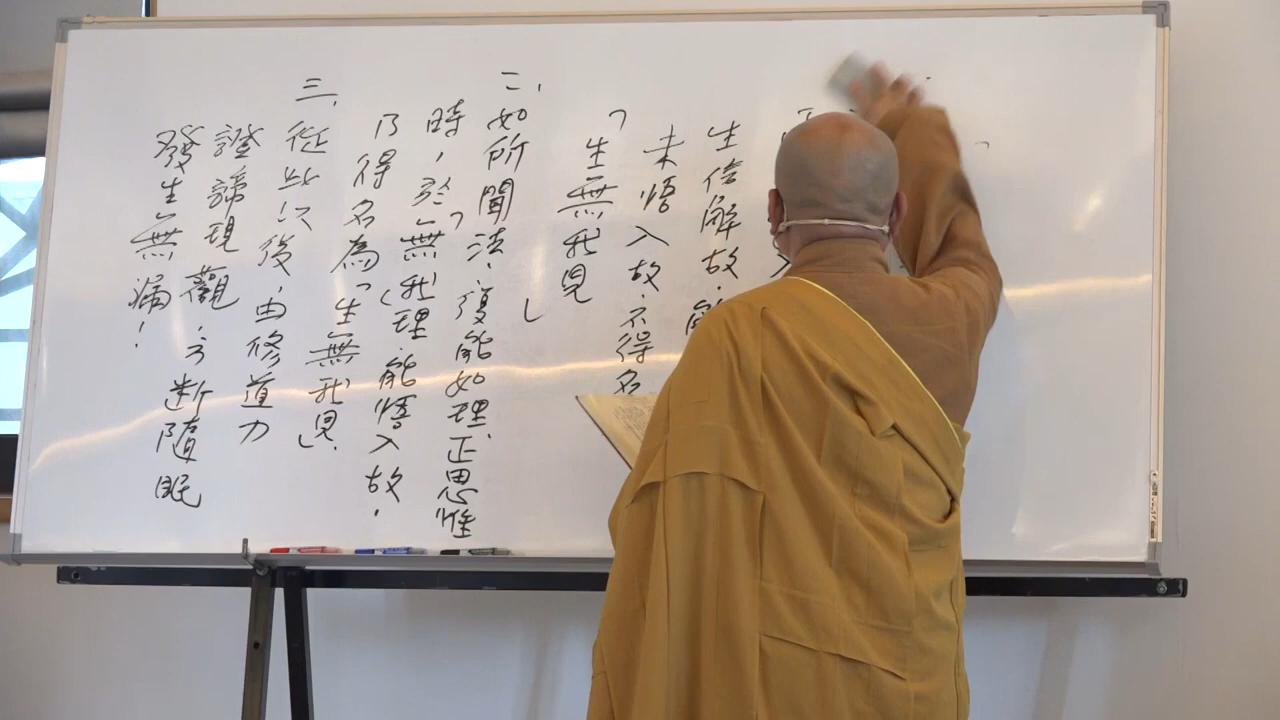 生信解故、
未悟入故、不得名
「生無我見
」
二、如所聞法、復能如理、正思惟
時，於「無我」理、能悟入故，
乃得名為「生無我見」、
三、從此以後，由修道力
證諦現觀、方斷隨眠
發生無漏！